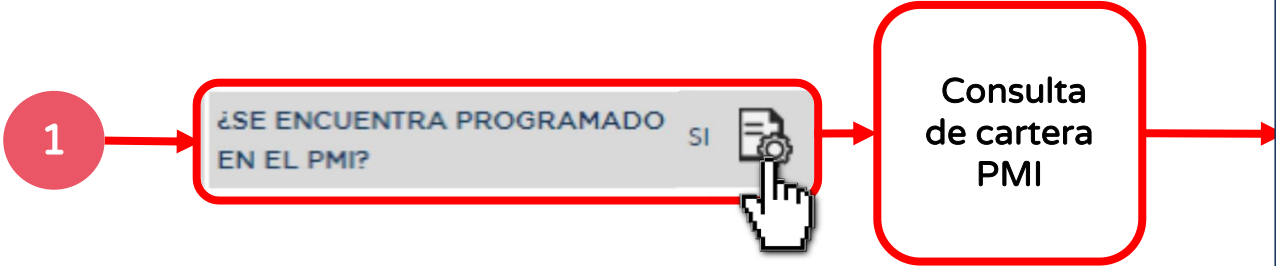 1
¿SE ENCUENTRA PROGRAMADO
EN EL PMI?
SI
Consulta
de cartera
PMI